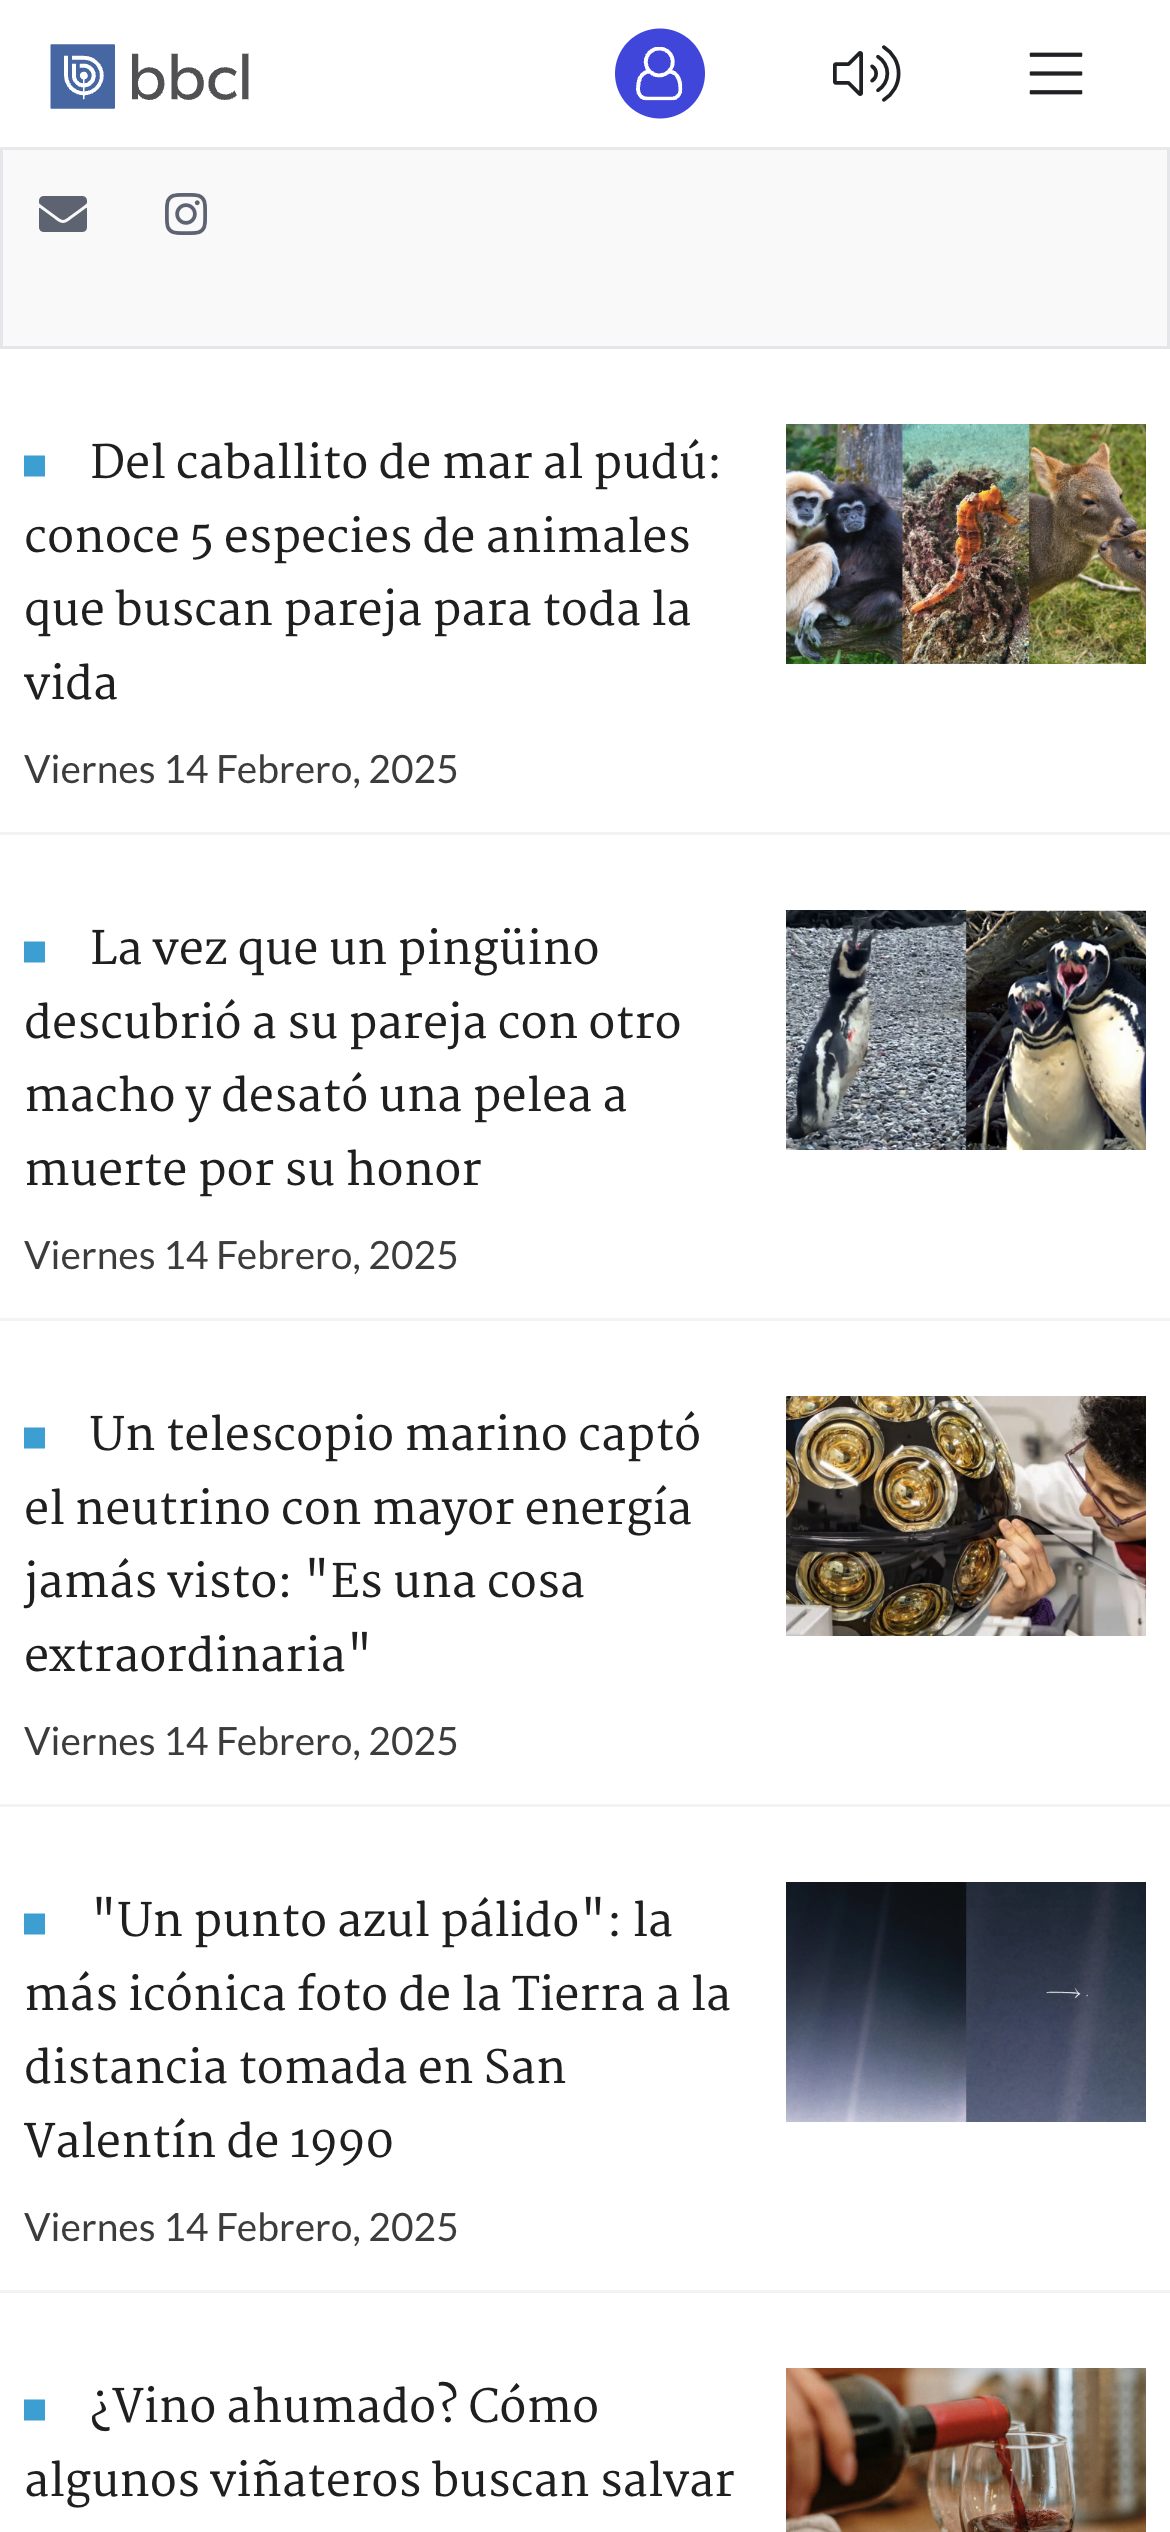 bbcl
Del caballito de mar al pudú:
conoce 5 especies de animales
que buscan pareja para toda la
vida
Viernes 14 Febrero, 2025
La vez que un pingüino
descubrió a su pareja con otro
macho y desató una pelea a
muerte por su honor
Viernes 14 Febrero, 2025
Un telescopio marino captó
el neutrino con mayor energía
jamás visto: "Es una cosa
extraordinaria"
Viernes 14 Febrero, 2025
"Un punto azul pálido": la
más icónica foto de la Tierra a la
distancia tomada en San
Valentín de 1990
Viernes 14 Febrero, 2025
¿Vino ahumado? Cómo
algunos viñateros buscan salvar